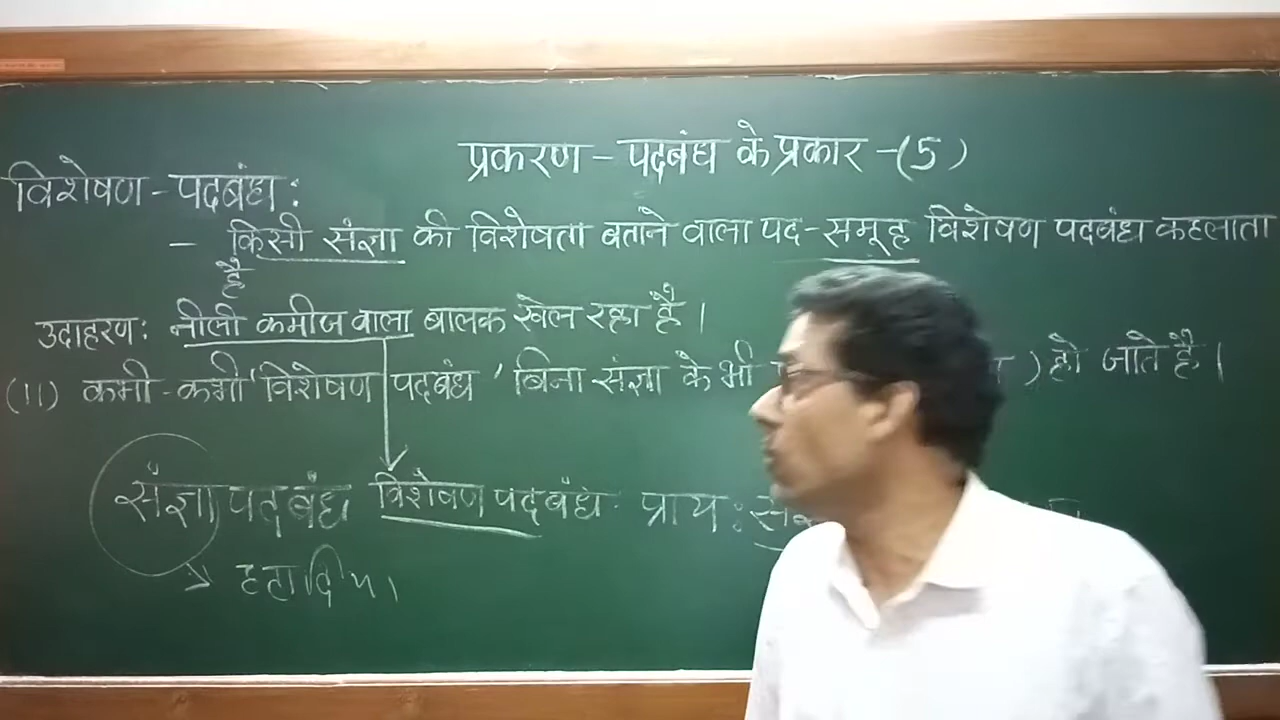 प्रकरण - पदबंध के प्रकार -(5)
विशेषण - पदबंध :
- किसी संज्ञा की विशेषता बताने वाला पद-समूह विशेषण पदबंध कहलाता
है
उदाहरण: नीली कमीज वाला बालक खेल रहा है ।
(11) कभी-कभी 'विशेषण पदबंध ' बिना संज्ञा के भी ) हो जाते है ।
संज्ञा पदबंध विशेषण पदबंध . प्राय :
→ हटा दिया